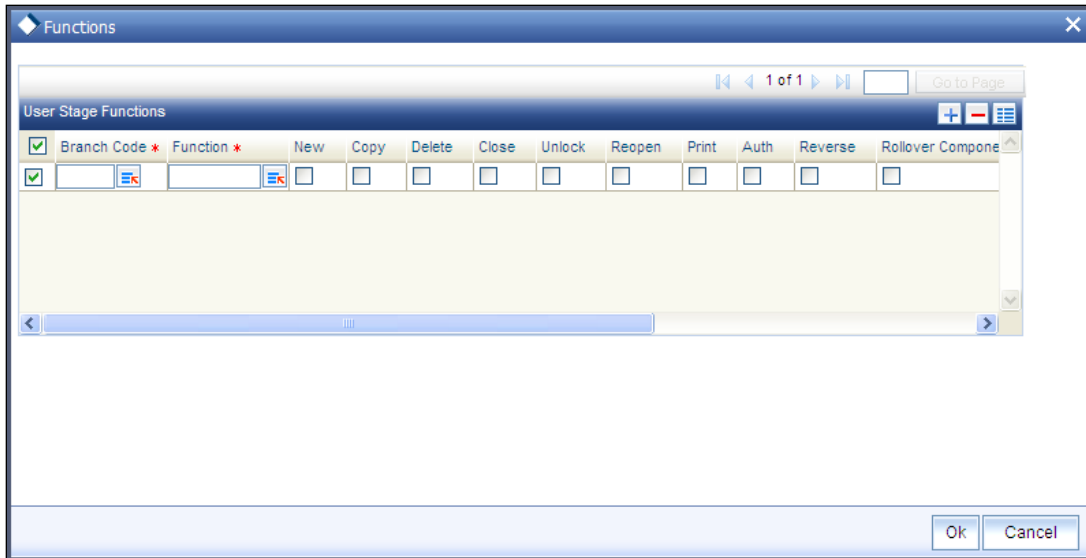 Functions
1 of 1 Go to Page
User Stage Functions
Branch Code * Function * New Copy Delete Close Unlock Reopen Print Auth Reverse Rollover Compone
Ok Cancel